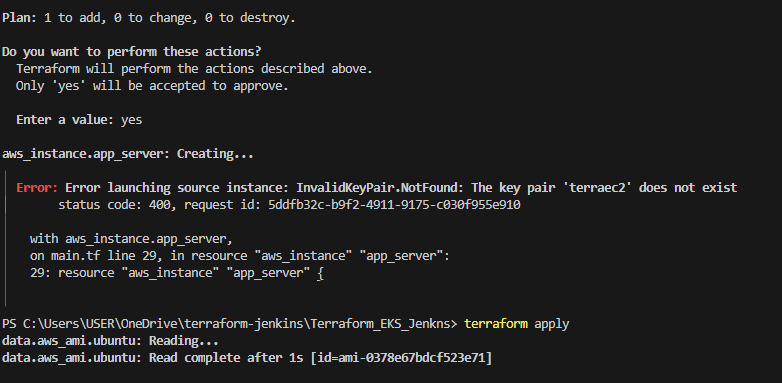 Plan: 1 to add, 0 to change, 0 to destroy.
Do you want to perform these actions?
Terraform will perform the actions described above.
Only 'yes' will be accepted to approve.
Enter a value: yes
aws_instance.app_server: Creating...
Error: Error launching source instance: InvalidKeyPair.NotFound: The key pair 'terraec2' does not exist
status code: 400, request id: 5ddfb32c-b9f2-4911-9175-c030f955e910
with aws_instance.app_server,
on main.tf line 29, in resource "aws_instance" "app_server":
29: resource "aws_instance" "app_server" {
PS C:\Users\USER\OneDrive\terraform-jenkins\Terraform_EKS_Jenkns> terraform apply
data.aws_ami.ubuntu: Reading...
data.aws_ami.ubuntu: Read complete after 1s [id=ami-0378e67bdcf523e71]